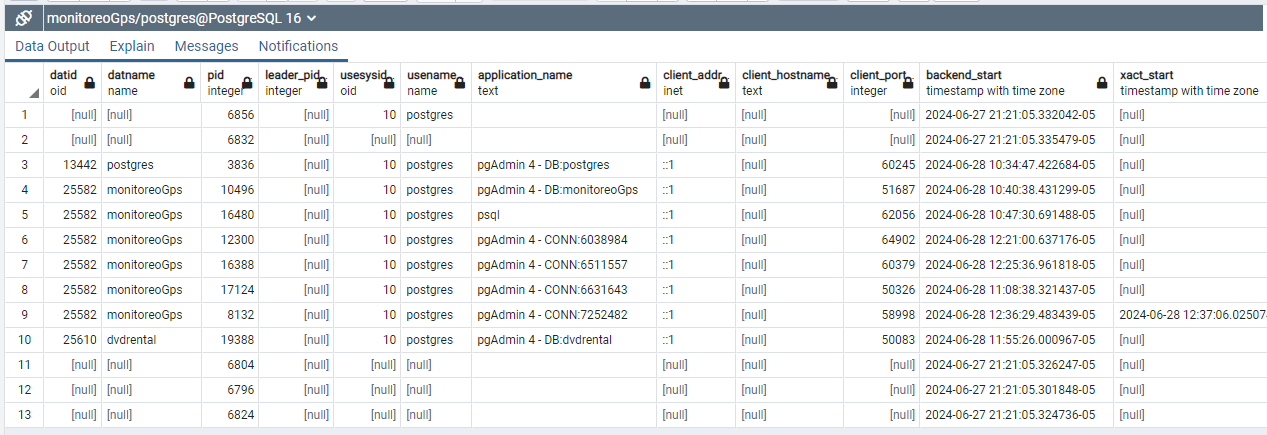 monitoreoGps/postgres@PostgreSQL 16
Data Output Explain Messages Notifications
datid datname pid leader_pid usesysid usename application_name client_addr client_hostname client_port backend_start xact_start
oid name integer integer oid name text inet text integer timestamp with time zone timestamp with time zone
1 [null] [null] 6856 [null] 10 postgres [null] [null] [null] 2024-06-27 21:21:05.332042-05 [null]
2 [null] [null] 6832 [null] [null] [null] [null] [null] [null] 2024-06-27 21:21:05.335479-05 [null]
3 13442 postgres 3836 [null] 10 postgres pgAdmin 4 - DB:postgres ::1 [null] 60245 2024-06-28 10:34:47.422684-05 [null]
4 25582 monitoreoGps 10496 [null] 10 postgres pgAdmin 4 - DB:monitoreoGps ::1 [null] 51687 2024-06-28 10:40:38.431299-05 [null]
5 25582 monitoreoGps 16480 [null] 10 postgres psql ::1 [null] 62056 2024-06-28 10:47:30.691488-05 [null]
6 25582 monitoreoGps 12300 [null] 10 postgres pgAdmin 4 - CONN:6038984 ::1 [null] 64902 2024-06-28 12:21:00.637176-05 [null]
7 25582 monitoreoGps 16388 [null] 10 postgres pgAdmin 4 - CONN:6511557 ::1 [null] 60379 2024-06-28 12:25:36.961818-05 [null]
8 25582 monitoreoGps 17124 [null] 10 postgres pgAdmin 4 - CONN:6631643 ::1 [null] 50326 2024-06-28 11:08:38.321437-05 [null]
9 25582 monitoreoGps 8132 [null] 10 postgres pgAdmin 4 - CONN:7252482 ::1 [null] 58998 2024-06-28 12:36:29.483439-05 2024-06-28 12:37:06.02507
10 25610 dvdrental 19388 [null] 10 postgres pgAdmin 4 - DB:dvdrental ::1 [null] 50083 2024-06-28 11:55:26.000967-05 [null]
11 [null] [null] 6804 [null] [null] [null] [null] [null] [null] 2024-06-27 21:21:05.326247-05 [null]
12 [null] [null] 6796 [null] [null] [null] [null] [null] [null] 2024-06-27 21:21:05.301848-05 [null]
13 [null] [null] 6824 [null] [null] [null] [null] [null] [null] 2024-06-27 21:21:05.324736-05 [null]